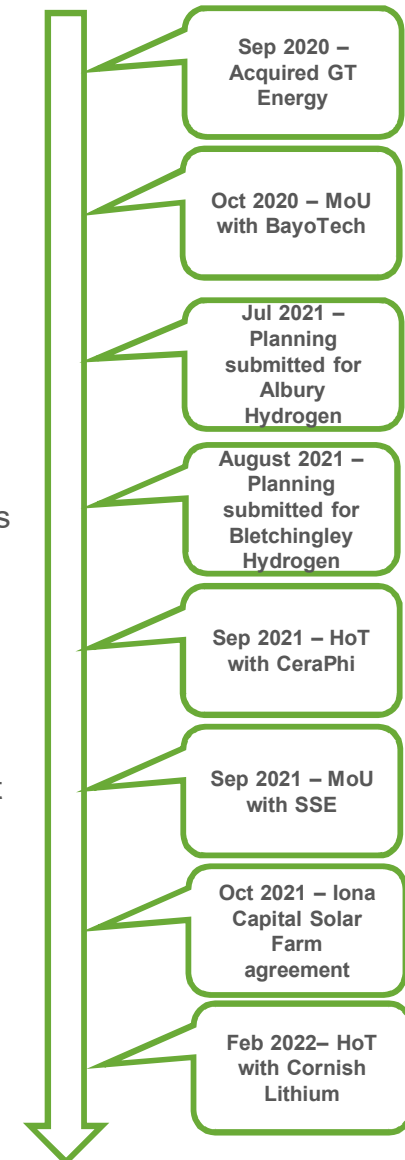 Sep 2020 –
Acquired GT
Energy
Oct 2020 – MoU
with BayoTech
Jul 2021 –
Planning
submitted for
Albury
Hydrogen
August 2021 –
Planning
submitted for
Bletchingley
Hydrogen
s
Sep 2021 – HoT
with CeraPhi
Sep 2021 – MoU
with SSE
Oct 2021 – Iona
Capital Solar
Farm
agreement
Feb 2022– HoT
with Cornish
Lithium